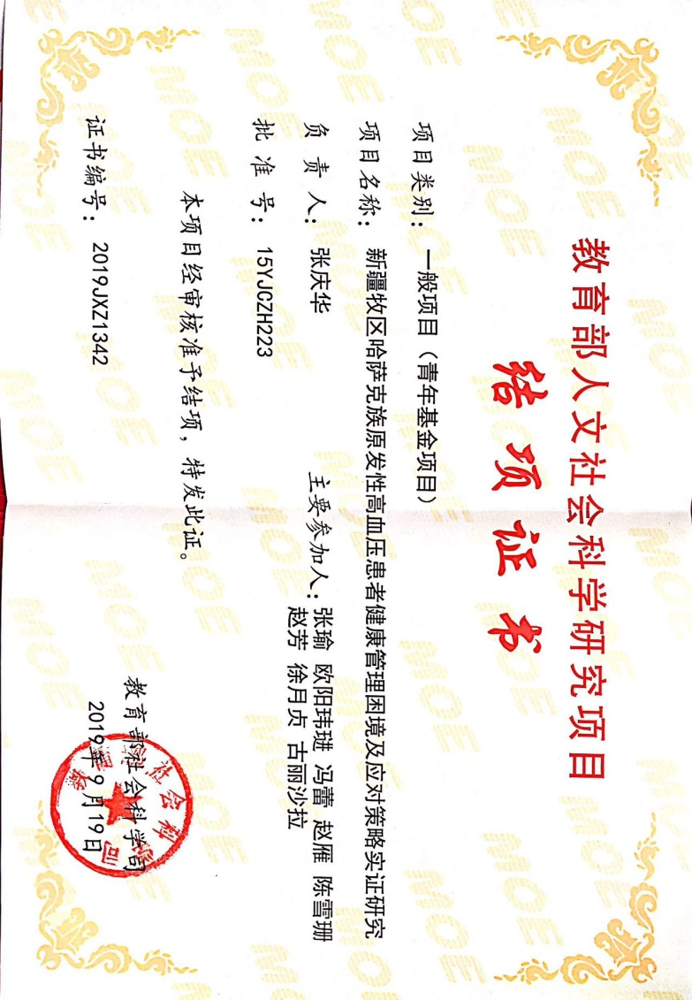 教育部人文社会科学研究项目
结项证书
项目类别：一般项目（青年基金项目）
项目名称：新疆牧区哈萨克族原发性高血压患者健康管理困境及应对策略实证研究
负责人：张庆华 主要参加人：张瑜 欧阳玮琎 冯蕾 赵雁 陈雪珊
赵芳 徐月贞 古丽沙拉
批准号：15YJCZH223
本项目经审核准予结项，特发此证。
教育部社会科学司
2019年9月19日
证书编号：2019JXZ1342
MOE